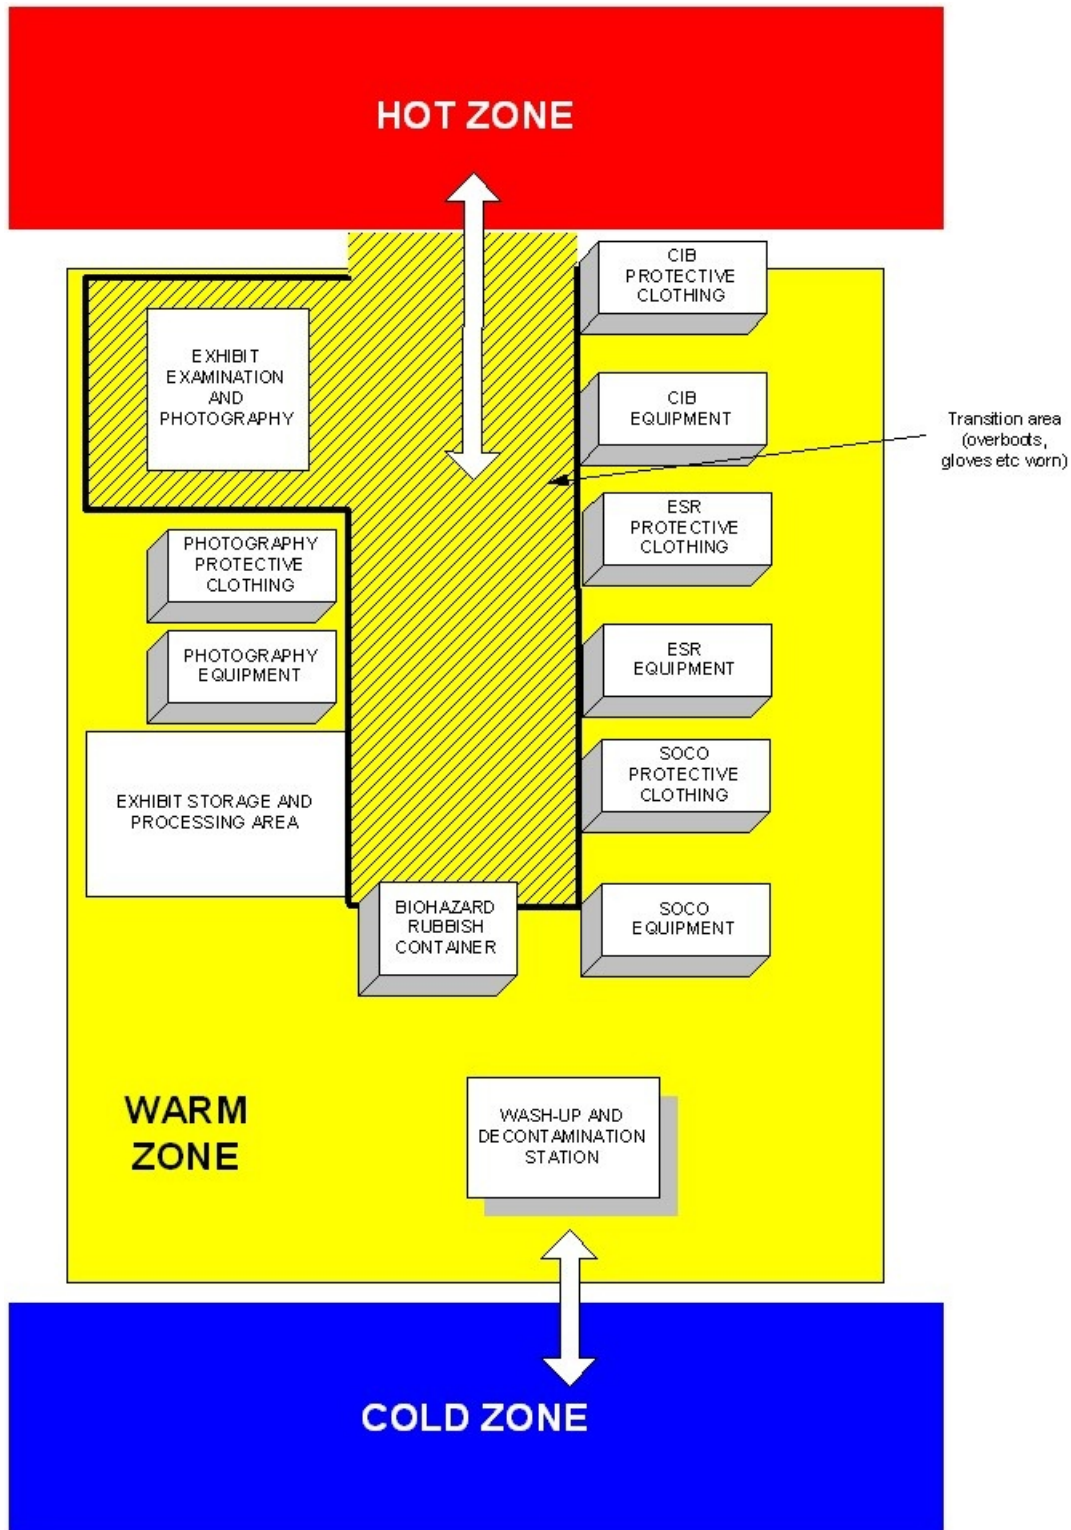 HOT ZONE
CIB
PROTECTIVE
CLOTHING
EXHIBIT
EXAMINATION
AND
PHOTOGRAPHY
CIB
EQUIPMENT
Transition area
(overboots,
gloves etc worn)
ESR
PROTECTIVE
CLOTHING
PHOTOGRAPHY
PROTECTIVE
CLOTHING
PHOTOGRAPHY
EQUIPMENT
ESR
EQUIPMENT
SOCO
PROTECTIVE
CLOTHING
EXHIBIT STORAGE AND
PROCESSING AREA
BIOHAZARD
RUBBISH
CONTAINER
SOCO
EQUIPMENT
WARM
ZONE
WASH-UP AND
DECONTAMINATION
STATION
COLD ZONE